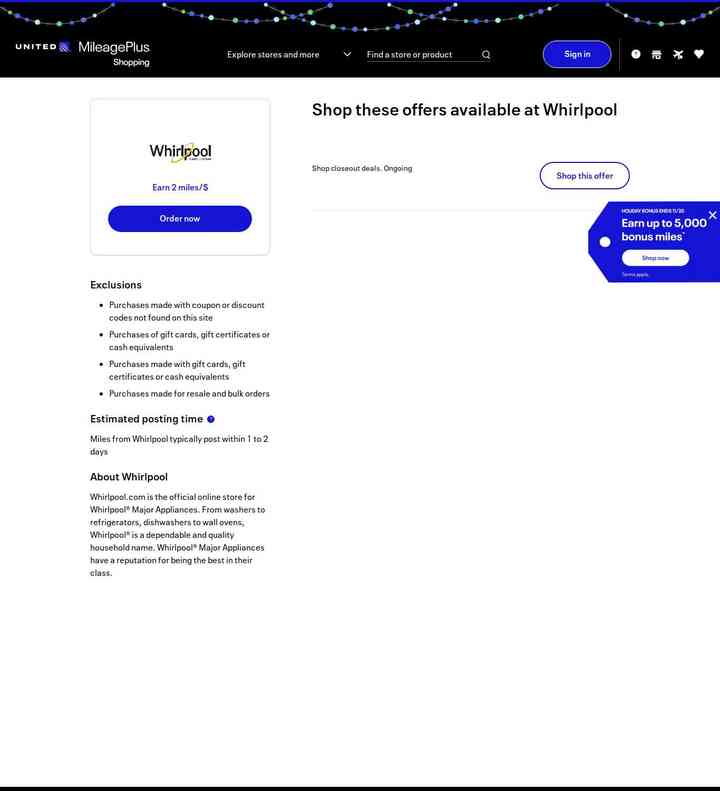 UNITED MileagePlus
Shopping
Explore stores and more
Find a store or product
Sign in
Whirlpool
Earn 2 miles/$
Order now
Exclusions
• Purchases made with coupon or discount
codes not found on this site
• Purchases of gift cards, gift certificates or
cash equivalents
• Purchases made with gift cards, gift
certificates or cash equivalents
• Purchases made for resale and bulk orders
Estimated posting time ?
Miles from Whirlpool typically post within 1 to 2
days
About Whirlpool
Whirlpool.com is the official online store for
Whirlpool® Major Appliances. From washers to
refrigerators, dishwashers to wall ovens,
Whirlpool® is a dependable and quality
household name. Whirlpool® Major Appliances
have a reputation for being the best in their
class.
Shop these offers available at Whirlpool
Shop closeout deals. Ongoing
Shop this offer
HOLIDAY BONUS ENDS 11/20
Earn up to 5,000
bonus miles*
Shop now
Terms apply.